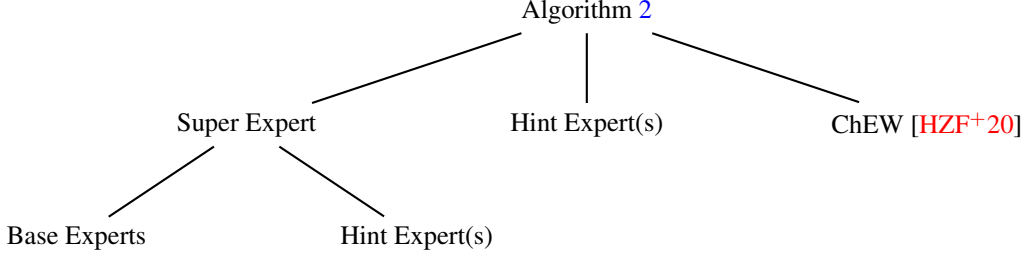 Algorithm 2
Super Expert
Hint Expert(s)
ChEW [HZF+20]
Base Experts
Hint Expert(s)